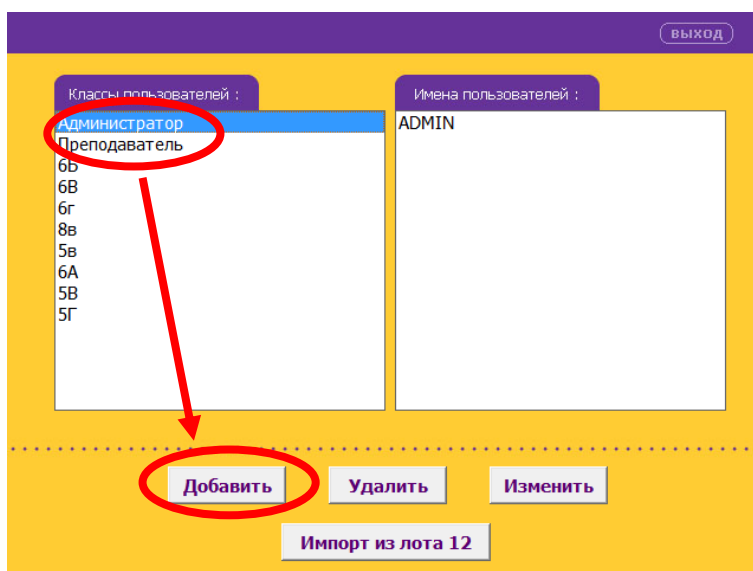 выход
Классы пользователей :
Имена пользователей :
Администратор
ADMIN
Преподаватель
6Б
6В
6г
8в
5в
6А
5В
5Г
Добавить
Удалить
Изменить
Импорт из лота 12